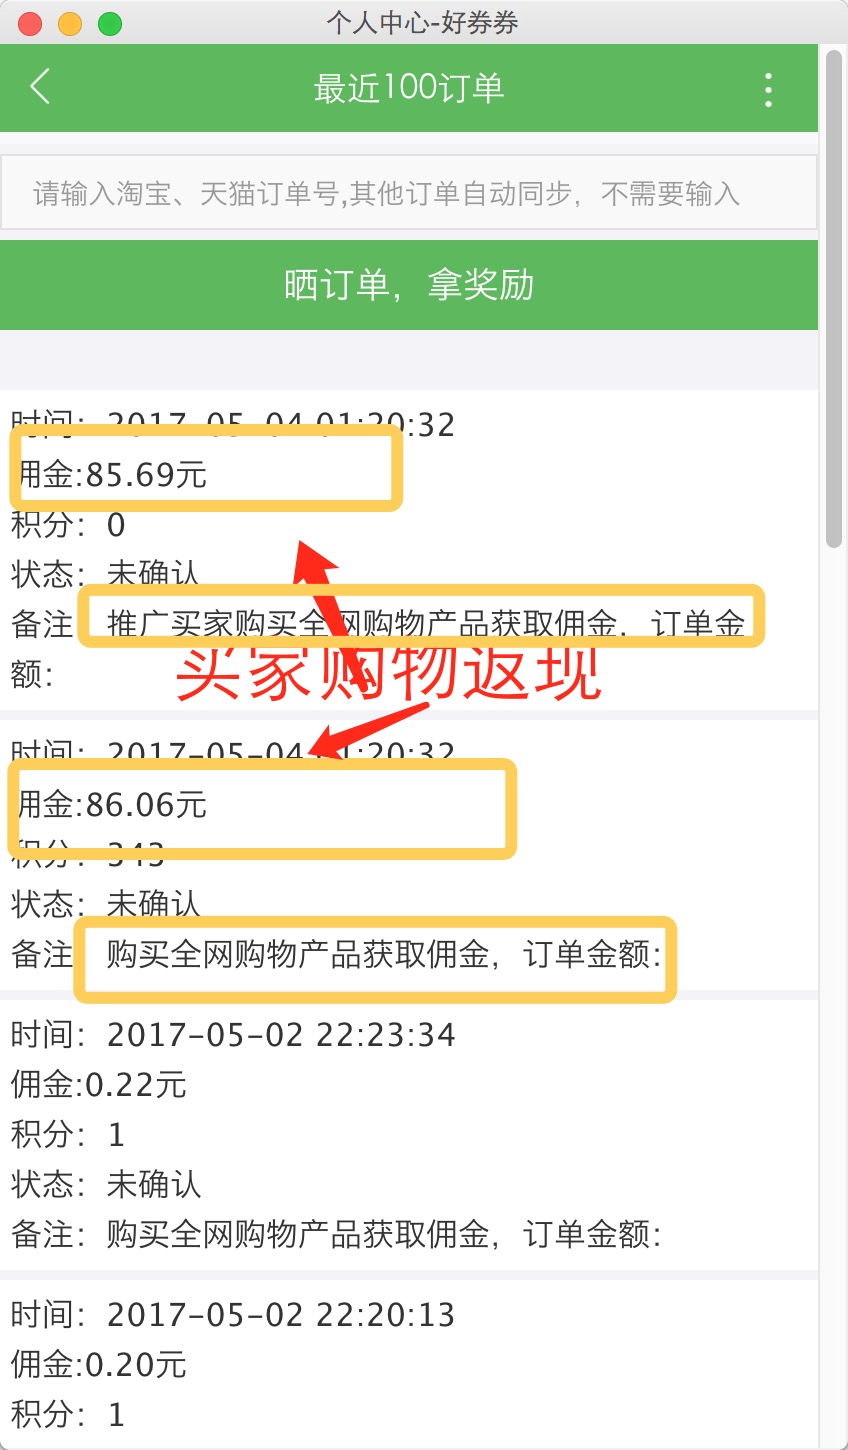 个人中心-好券券
最近100订单
请输入淘宝、天猫订单号,其他订单自动同步，不需要输入
晒订单，拿奖励
时间：2017-05-04 01:20:32
佣金:85.69元
积分：0
状态：未确认
备注 推广买家购买全网购物产品获取佣金，订单金
额：
买家购物返现
时间：2017-05-04 01:20:32
佣金:86.06元
积分：343
状态：未确认
备注 购买全网购物产品获取佣金，订单金额：
时间：2017-05-02 22:23:34
佣金:0.22元
积分：1
状态：未确认
备注：购买全网购物产品获取佣金，订单金额：
时间：2017-05-02 22:20:13
佣金:0.20元
积分：1